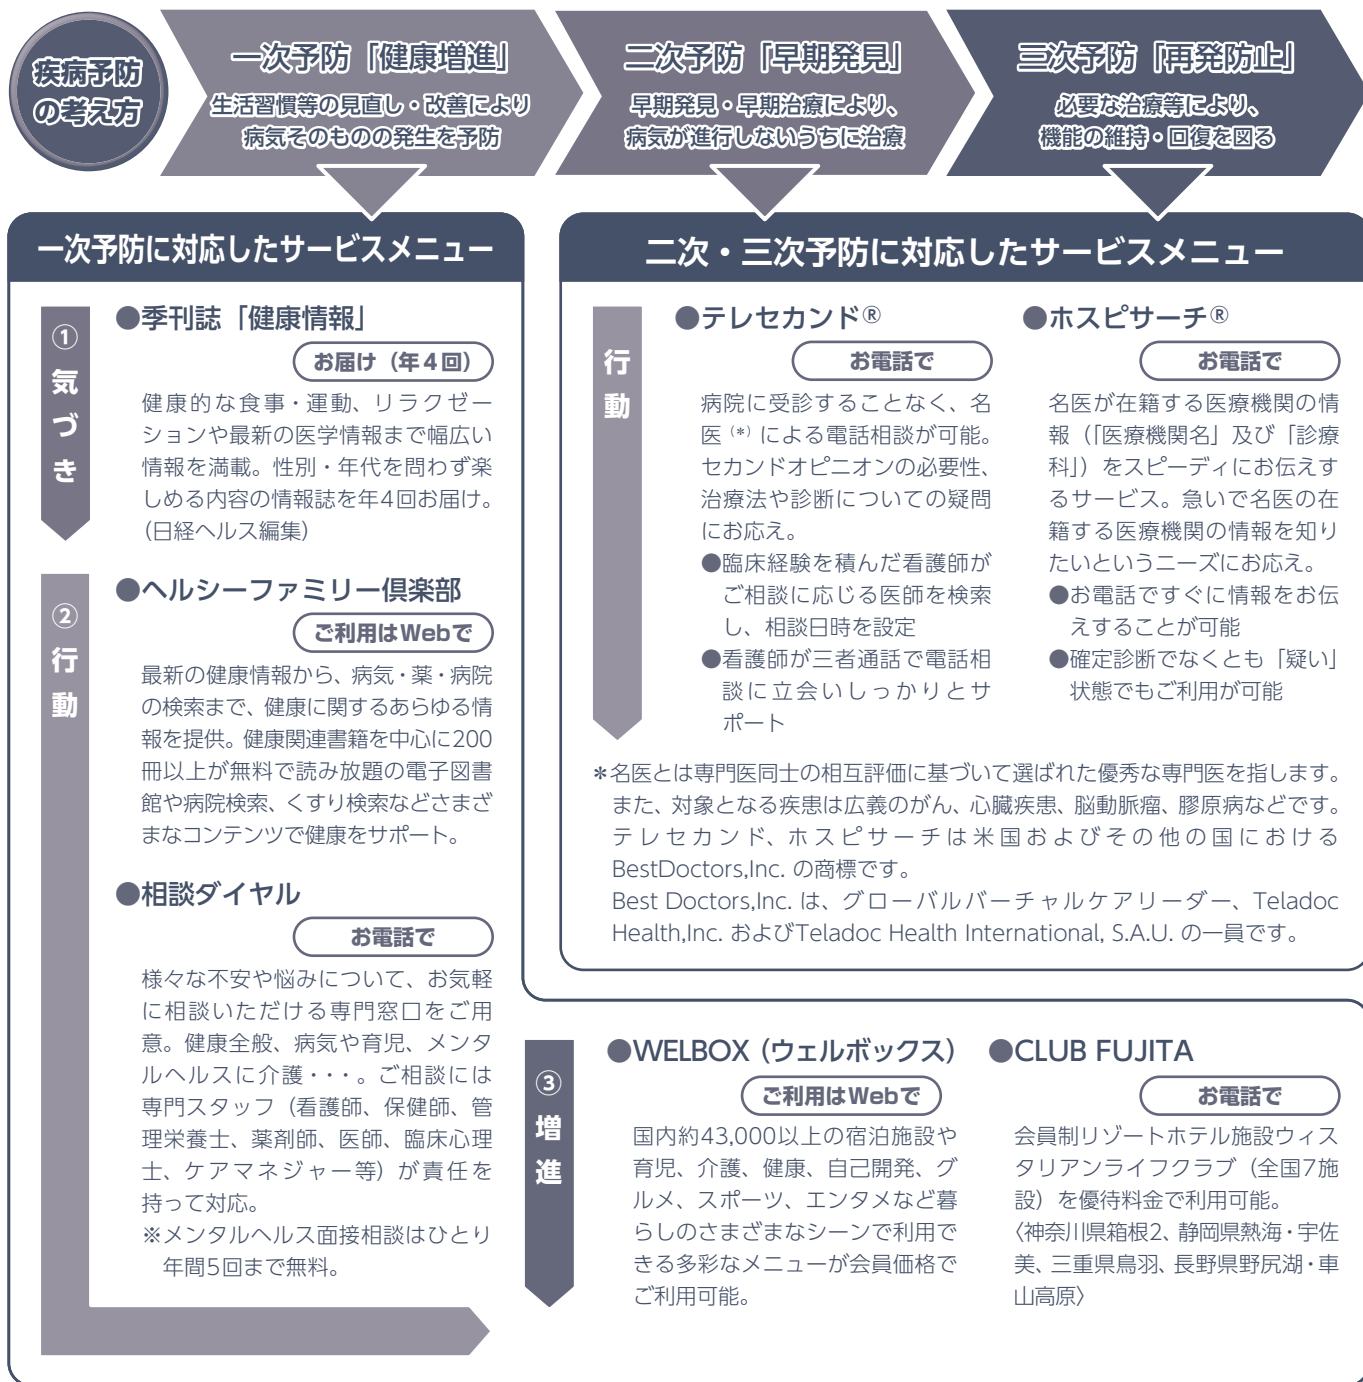 疾病予防
の考え方
一次予防「健康増進」
生活習慣等の見直し・改善により
病気そのものの発生を予防
二次予防「早期発見」
早期発見・早期治療により、
病気が進行しないうちに治療
三次予防「再発防止」
必要な治療等により、
機能の維持・回復を図る
一次予防に対応したサービスメニュー
①気づき
●季刊誌「健康情報」
お届け（年４回）
健康的な食事・運動、リラクゼー
ションや最新の医学情報まで幅広い
情報を満載。性別・年代を問わず楽
しめる内容の情報誌を年4回お届け。
（日経ヘルス編集）
②行動
●ヘルシーファミリー倶楽部
ご利用はWebで
最新の健康情報から、病気・薬・病院
の検索まで、健康に関するあらゆる情
報を提供。健康関連書籍を中心に200
冊以上が無料で読み放題の電子図書
館や病院検索、くすり検索などさまざ
まなコンテンツで健康をサポート。
●相談ダイヤル
お電話で
様々な不安や悩みについて、お気軽
に相談いただける専門窓口をご用
意。健康全般、病気や育児、メンタ
ルヘルスに介護・・・。ご相談には
専門スタッフ（看護師、保健師、管
理栄養士、薬剤師、医師、臨床心理
士、ケアマネジャー等）が責任を
持って対応。
※メンタルヘルス面接相談はひとり
年間5回まで無料。
二次・三次予防に対応したサービスメニュー
行動
●テレセカンド®
お電話で
病院に受診することなく、名
医（*）による電話相談が可能。
セカンドオピニオンの必要性、
治療法や診断についての疑問
にお応え。
●臨床経験を積んだ看護師が
ご相談に応じる医師を検索
し、相談日時を設定
●看護師が三者通話で電話相
談に立会いしっかりとサ
ポート
●ホスピサーチ®
お電話で
名医が在籍する医療機関の情
報（「医療機関名」及び「診療
科」）をスピーディにお伝えす
るサービス。急いで名医の在
籍する医療機関の情報を知り
たいというニーズにお応え。
●お電話ですぐに情報をお伝
えすることが可能
●確定診断でなくとも「疑い」
状態でもご利用が可能
＊名医とは専門医同士の相互評価に基づいて選ばれた優秀な専門医を指します。
また、対象となる疾患は広義のがん、心臓疾患、脳動脈瘤、膠原病などです。
テレセカンド、ホスピサーチは米国およびその他の国における
BestDoctors,Inc. の商標です。
Best Doctors,Inc. は、グローバルバーチャルケアリーダー、Teladoc
Health,Inc. およびTeladoc Health International, S.A.U. の一員です。
③増進
●WELBOX（ウェルボックス）
ご利用はWebで
国内約43,000以上の宿泊施設や
育児、介護、健康、自己開発、グ
ルメ、スポーツ、エンタメなど暮
らしのさまざまなシーンで利用で
きる多彩なメニューが会員価格で
ご利用可能。
●CLUB FUJITA
お電話で
会員制リゾートホテル施設ウィス
タリアンライフクラブ（全国7施
設）を優待料金で利用可能。
〈神奈川県箱根2、静岡県熱海・宇佐
美、三重県鳥羽、長野県野尻湖・車
山高原〉